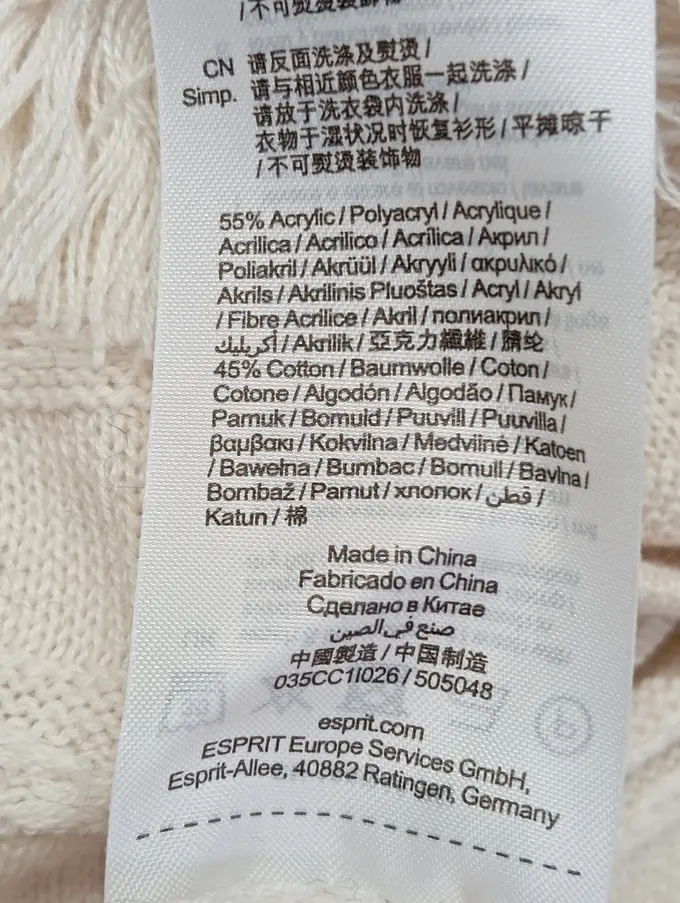 /不可熨烫装饰物
CN 请反面洗涤及熨烫 /
Simp. 请与相近颜色衣服一起洗涤 /
请放于洗衣袋内洗涤 /
衣物于湿状况时恢复衫形 / 平摊晾干
/ 不可熨烫装饰物
55% Acrylic / Polyacryl / Acrylique /
Acrilica / Acrilico / Acrílica / Акрил /
Poliakril / Akrüül / Akryyli / ακρυλικό /
Akrils / Akrilinis Pluoštas / Acryl / Akryl
/ Fibre Acrilice / Akril / полиакрил /
أكريليك / Akrilik / 亞克力纖維 / 腈纶
45% Cotton / Baumwolle / Coton /
Cotone / Algodón / Algodão / Памук /
Pamuk / Bomuld / Puuvill / Puuvilla /
βαμβακι / Kokvilna / Medvilnė / Katoen
/ Bawełna / Bumbac / Bomull / Bavlna /
Bombaž / Pamut / хлопок / قطن /
Katun / 棉
Made in China
Fabricado en China
Сделано в Китае
صنع في الصين
中國製造 / 中国制造
035CC1I026 / 505048
esprit.com
ESPRIT Europe Services GmbH,
Esprit-Allee, 40882 Ratingen, Germany